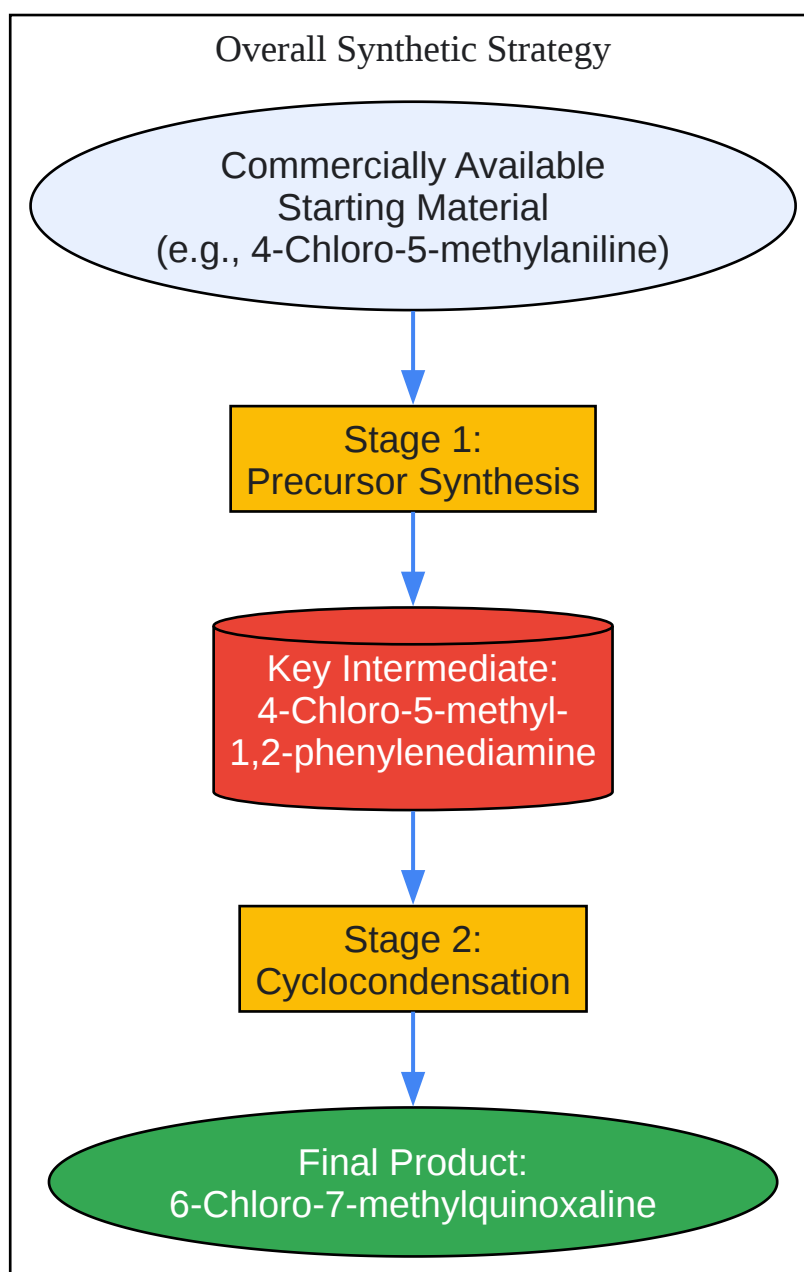 Overall Synthetic Strategy
Commercially Available
Starting Material
(e.g., 4-Chloro-5-methylaniline)
Stage 1:
Precursor Synthesis
Key Intermediate:
4-Chloro-5-methyl-
1,2-phenylenediamine
Stage 2:
Cyclocondensation
Final Product:
6-Chloro-7-methylquinoxaline